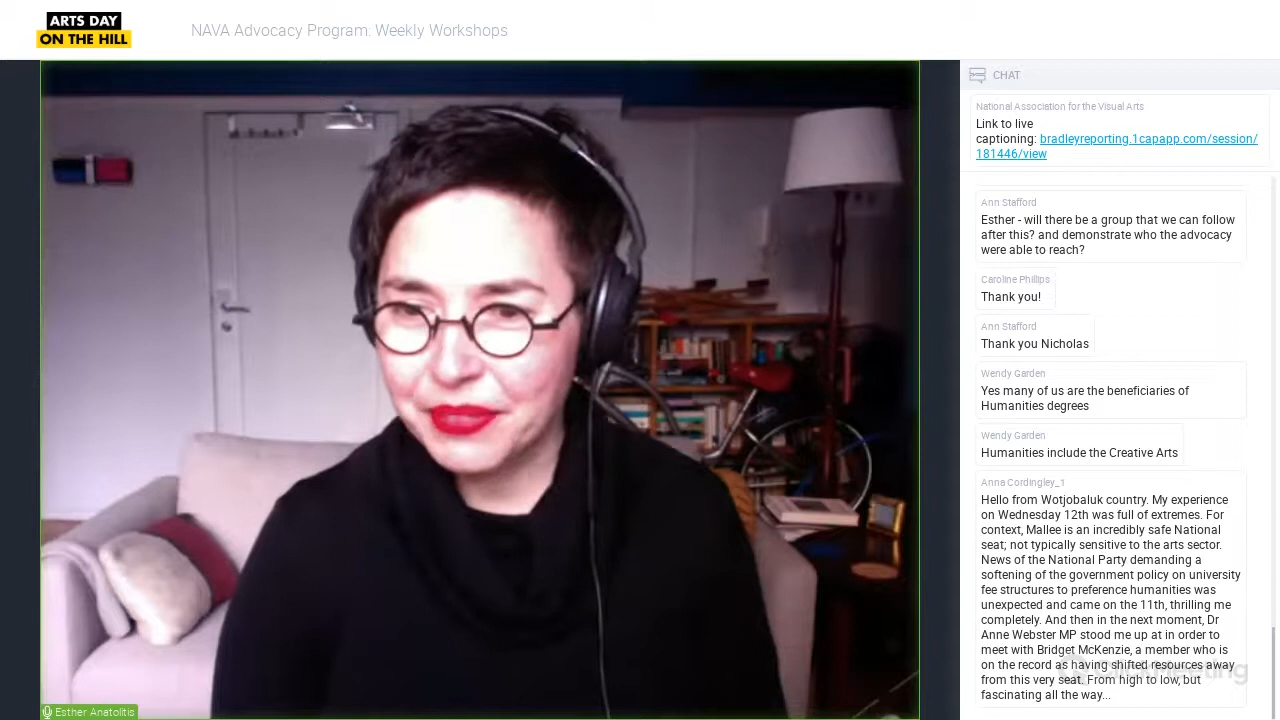 ARTS DAY
ON THE HILL
NAVA Advocacy Program: Weekly Workshops
CHAT
National Association for the Visual Arts
Link to live
captioning: bradleyreporting.1capapp.com/session/
181446/view
Ann Stafford
Esther - will there be a group that we can follow
after this? and demonstrate who the advocacy
were able to reach?
Caroline Phillips
Thank you!
Ann Stafford
Thank you Nicholas
Wendy Garden
Yes many of us are the beneficiaries of
Humanities degrees
Wendy Garden
Humanities include the Creative Arts
Anna Cordingley_1
Hello from Wotjobaluk country. My experience
on Wednesday 12th was full of extremes. For
context, Mallee is an incredibly safe National
seat; not typically sensitive to the arts sector.
News of the National Party demanding a
softening of the government policy on university
fee structures to preference humanities was
unexpected and came on the 11th, thrilling me
completely. And then in the next moment, Dr
Anne Webster MP stood me up at in order to
meet with Bridget McKenzie, a member who is
on the record as having shifted resources away
from this very seat. From high to low, but
fascinating all the way...
Esther Anatolitis